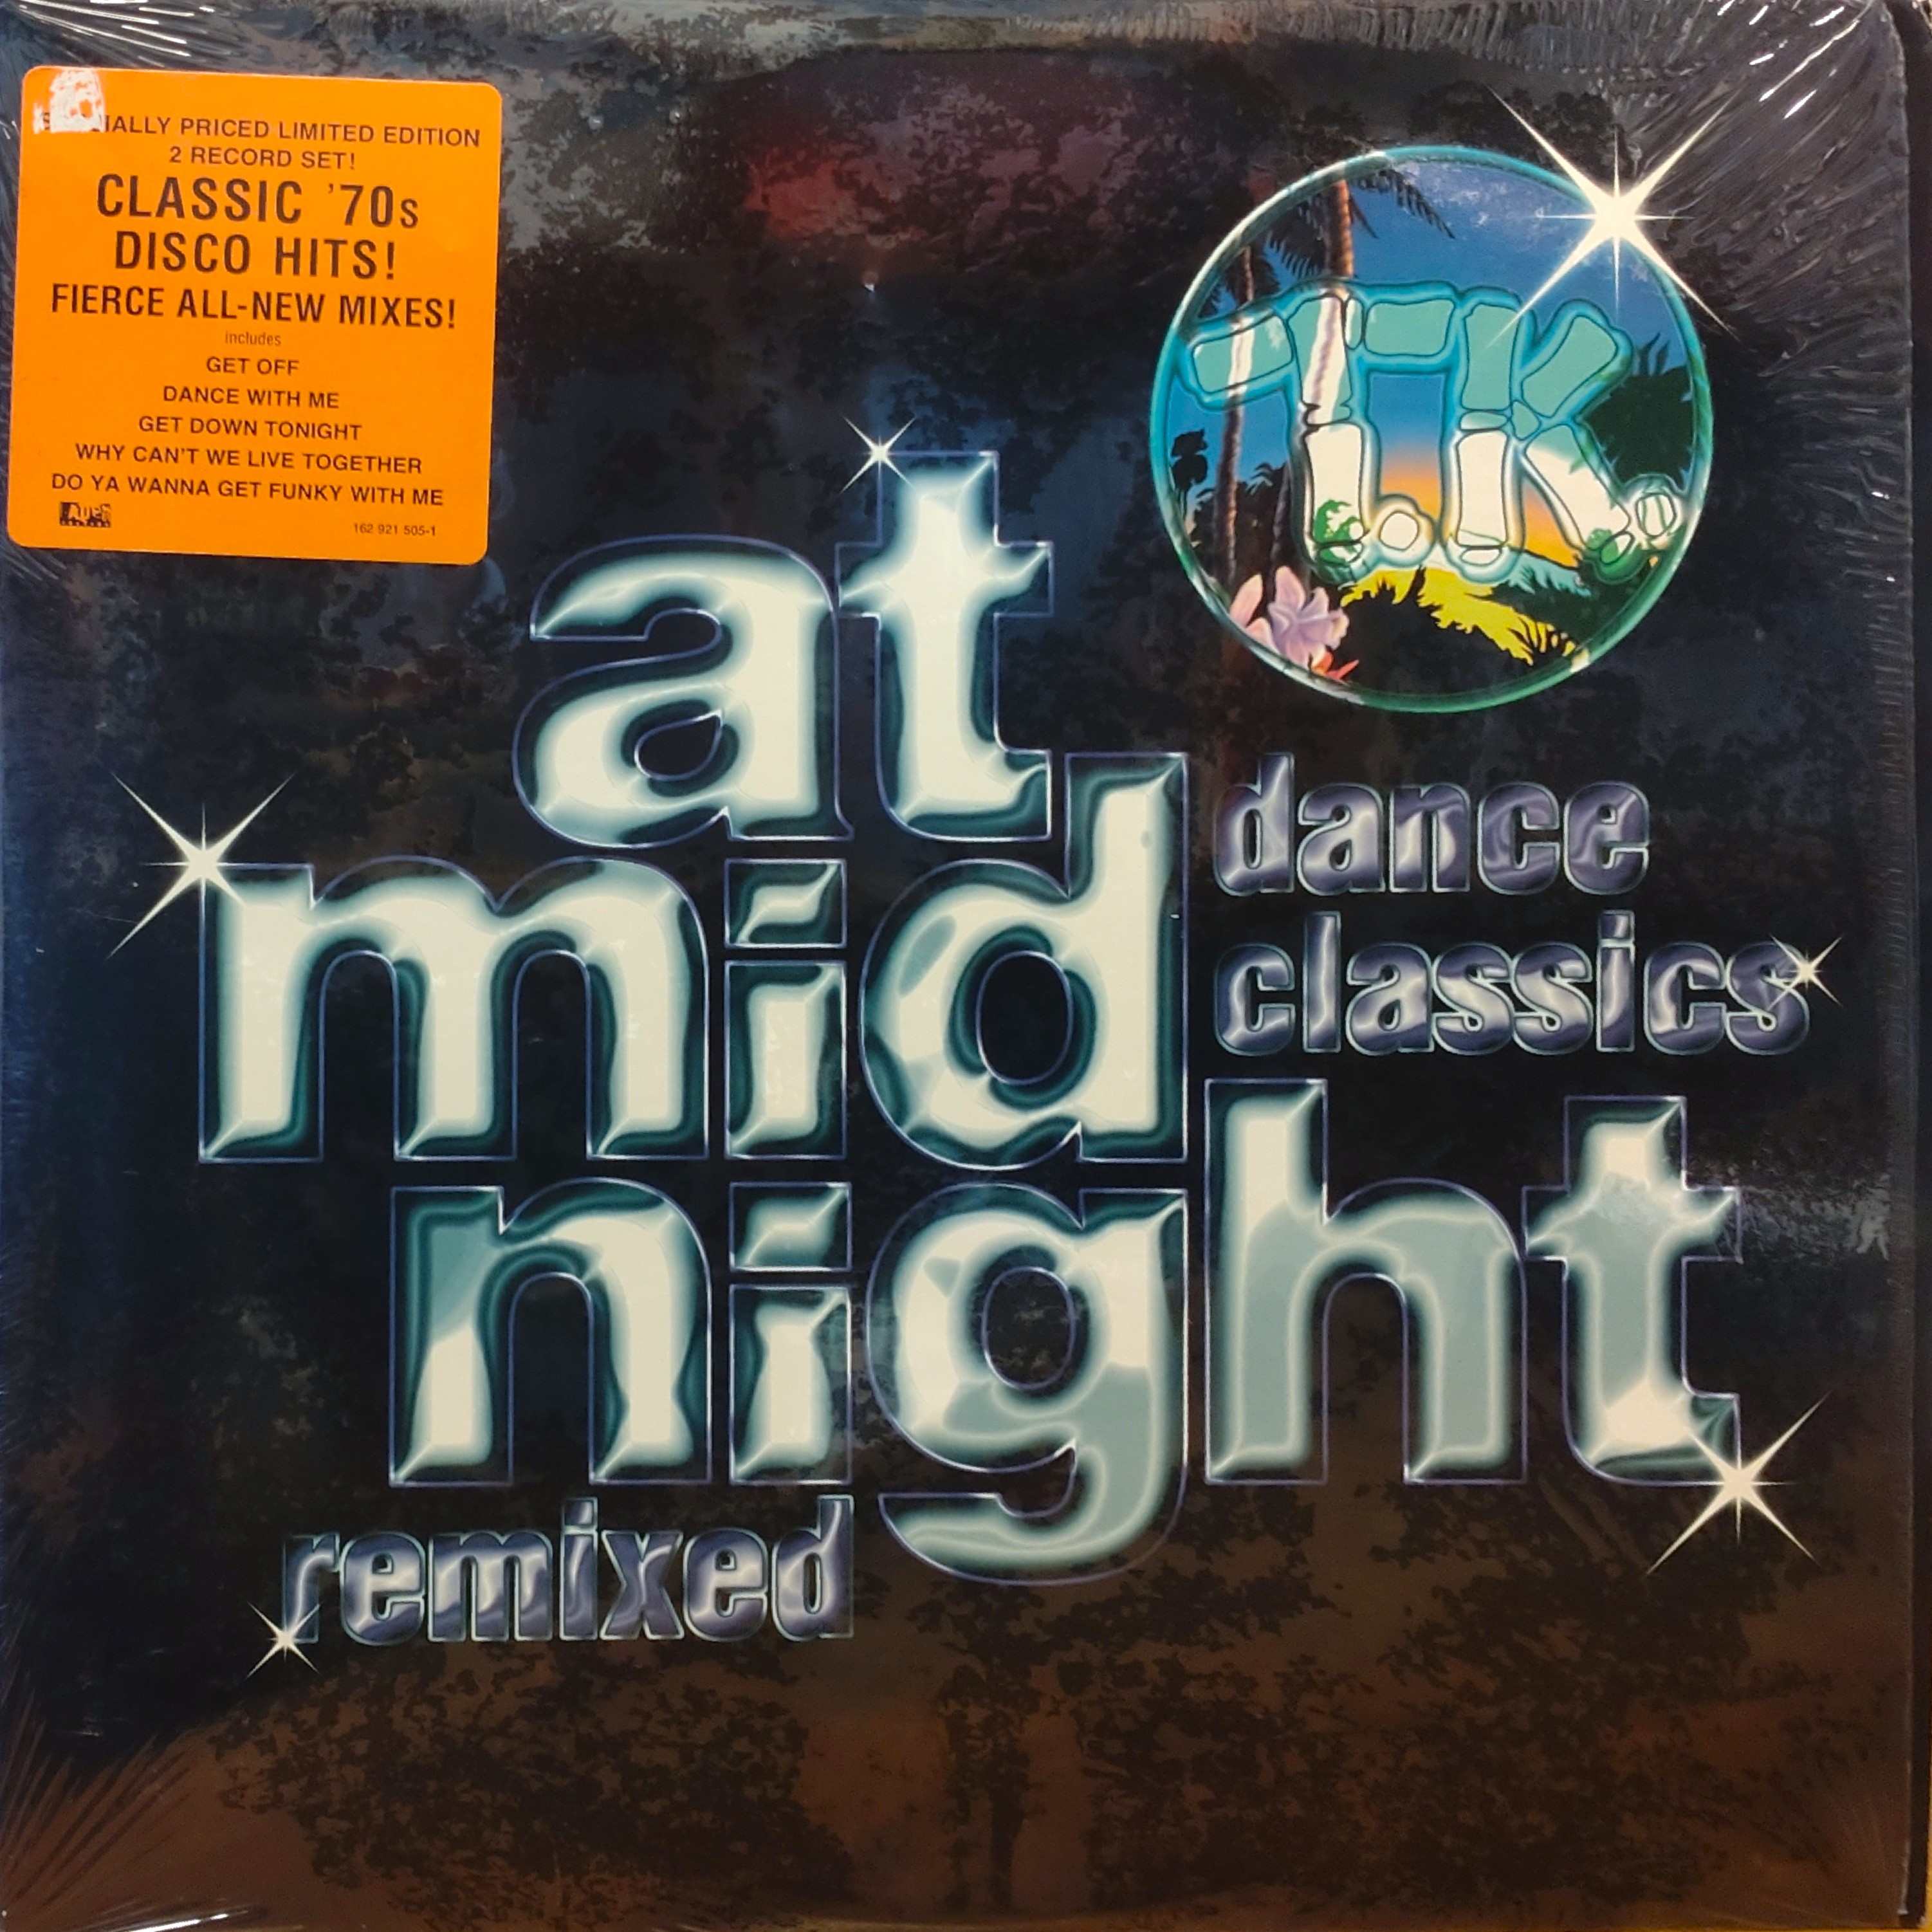 SPECIALLY PRICED LIMITED EDITION
2 RECORD SET!
CLASSIC '70s
DISCO HITS!
FIERCE ALL-NEW MIXES!
includes
GET OFF
DANCE WITH ME
GET DOWN TONIGHT
WHY CAN'T WE LIVE TOGETHER
DO YA WANNA GET FUNKY WITH ME
162 921 505-1
T.K.
at
dance
mid
classics
night
remixed